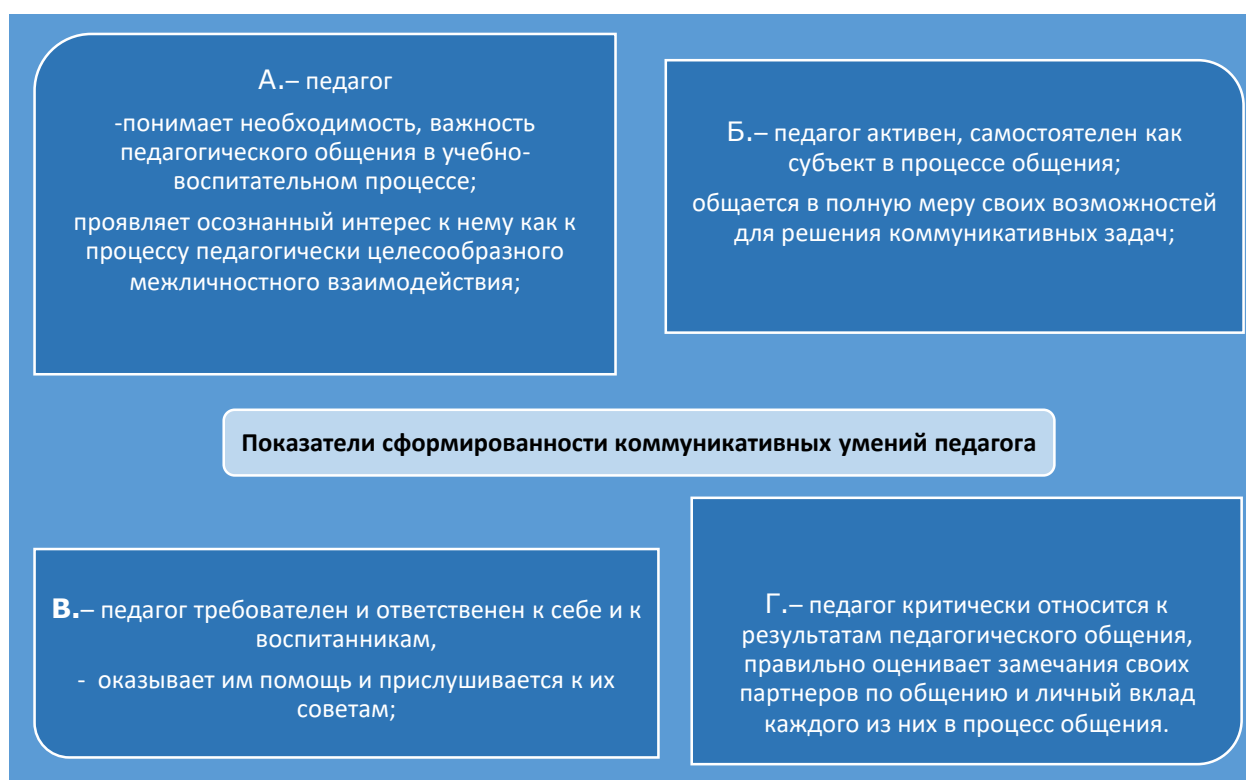 А.– педагог
-понимает необходимость, важность
педагогического общения в учебно-
воспитательном процессе;
проявляет осознанный интерес к нему как к
процессу педагогически целесообразного
межличностного взаимодействия;
Б.– педагог активен, самостоятелен как
субъект в процессе общения;
общается в полную меру своих возможностей
для решения коммуникативных задач;
Показатели сформированности коммуникативных умений педагога
В.– педагог требователен и ответственен к себе и к
воспитанникам,
- оказывает им помощь и прислушивается к их
советам;
Г.– педагог критически относится к
результатам педагогического общения,
правильно оценивает замечания своих
партнеров по общению и личный вклад
каждого из них в процесс общения.